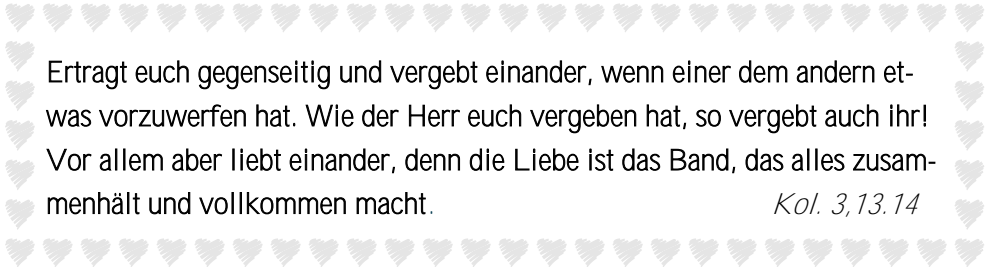 Ertragt euch gegenseitig und vergebt einander, wenn einer dem andern et-
was vorzuwerfen hat. Wie der Herr euch vergeben hat, so vergebt auch ihr!
Vor allem aber liebt einander, denn die Liebe ist das Band, das alles zusam-
menhält und vollkommen macht. Kol. 3,13.14